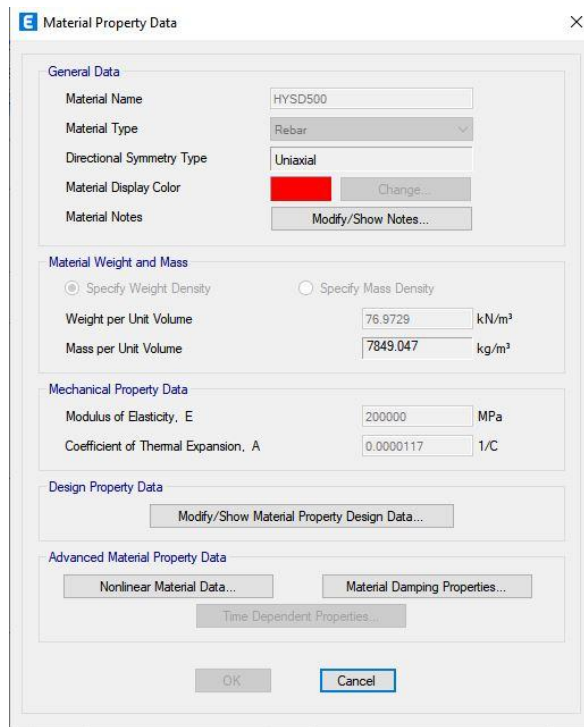 E Material Property Data
General Data
Material Name HYSD500
Material Type Rebar
Directional Symmetry Type Uniaxial
Material Display Color Change...
Material Notes Modify/Show Notes...
Material Weight and Mass
Specify Weight Density Specify Mass Density
Weight per Unit Volume 76.9729 kN/m³
Mass per Unit Volume 7849.047 kg/m³
Mechanical Property Data
Modulus of Elasticity, E 200000 MPa
Coefficient of Thermal Expansion, A 0.0000117 1/C
Design Property Data
Modify/Show Material Property Design Data...
Advanced Material Property Data
Nonlinear Material Data... Material Damping Properties...
Time Dependent Properties...
OK Cancel